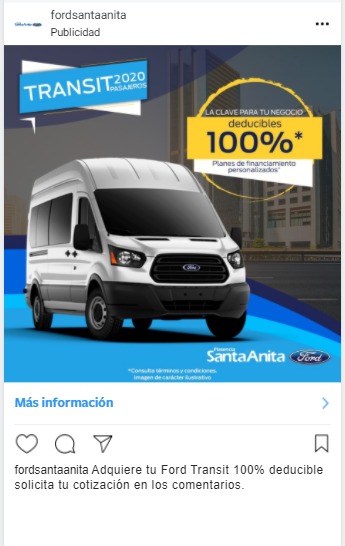 fordsantaanita
Publicidad
TRANSIT 2020
PASAJEROS
LA CLAVE PARA TU NEGOCIO
deducibles
100%*
Planes de financiamiento
personalizados*
SantaAnita Ford
*Consulta términos y condiciones.
Imagen de carácter ilustrativo
Más información
fordsantaanita Adquiere tu Ford Transit 100% deducible
solicita tu cotización en los comentarios.